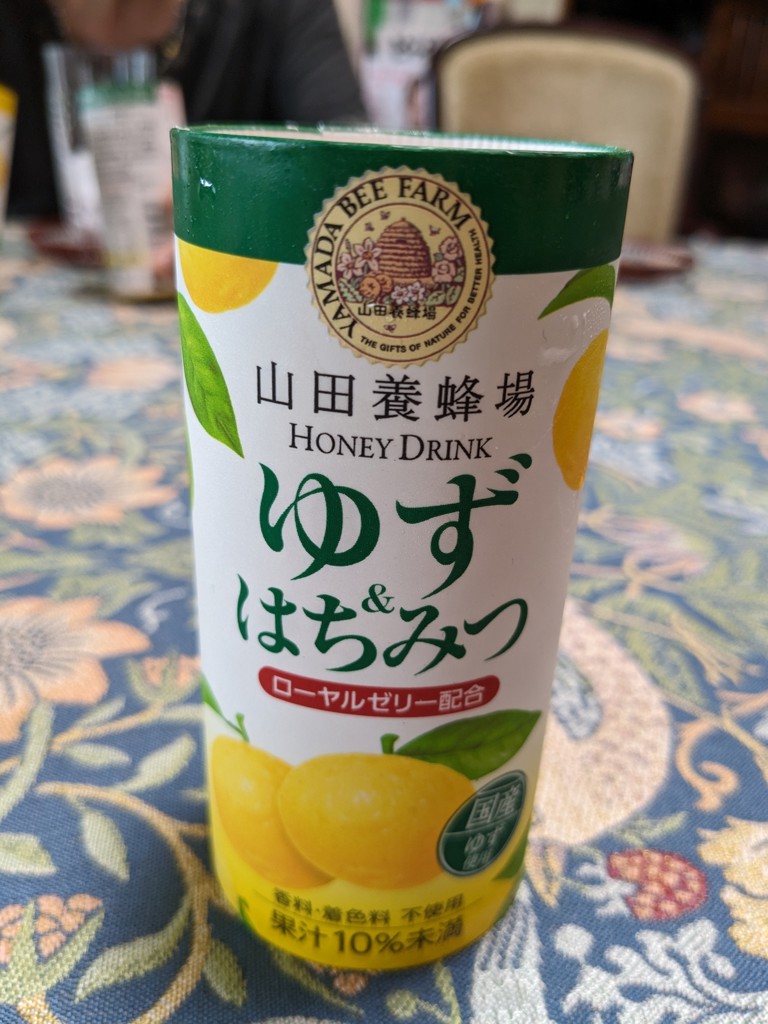 YAMADA BEE FARM
山田養蜂場
THE GIFTS OF NATURE FOR BETTER HEALTH
山田養蜂場
HONEY DRINK
ゆず
&
はちみつ
ローヤルゼリー配合
国産
ゆず
使用
香料・着色料 不使用
果汁10%未満